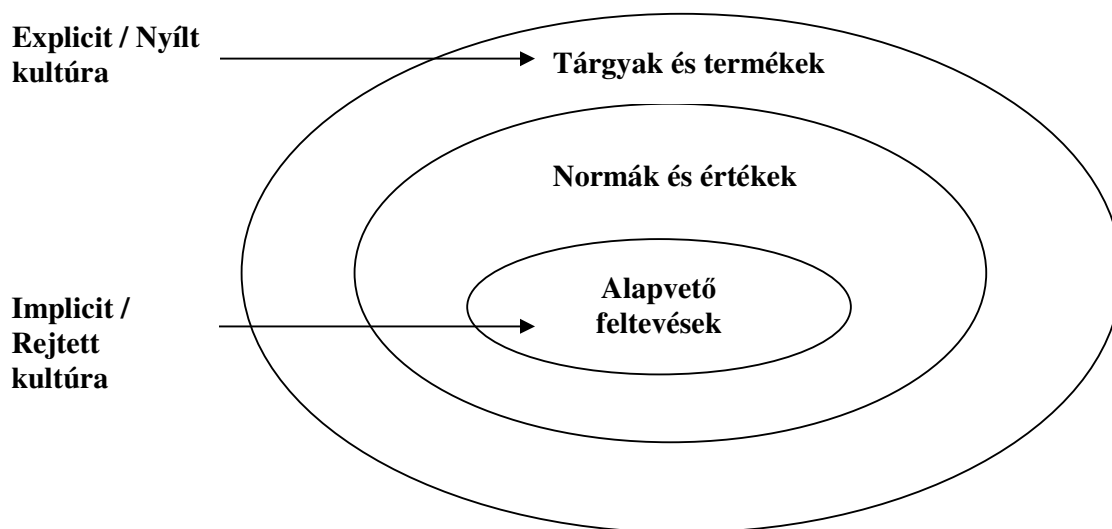 Explicit / Nyílt
kultúra
Tárgyak és termékek
Normák és értékek
Alapvető
feltevések
Implicit /
Rejtett
kultúra